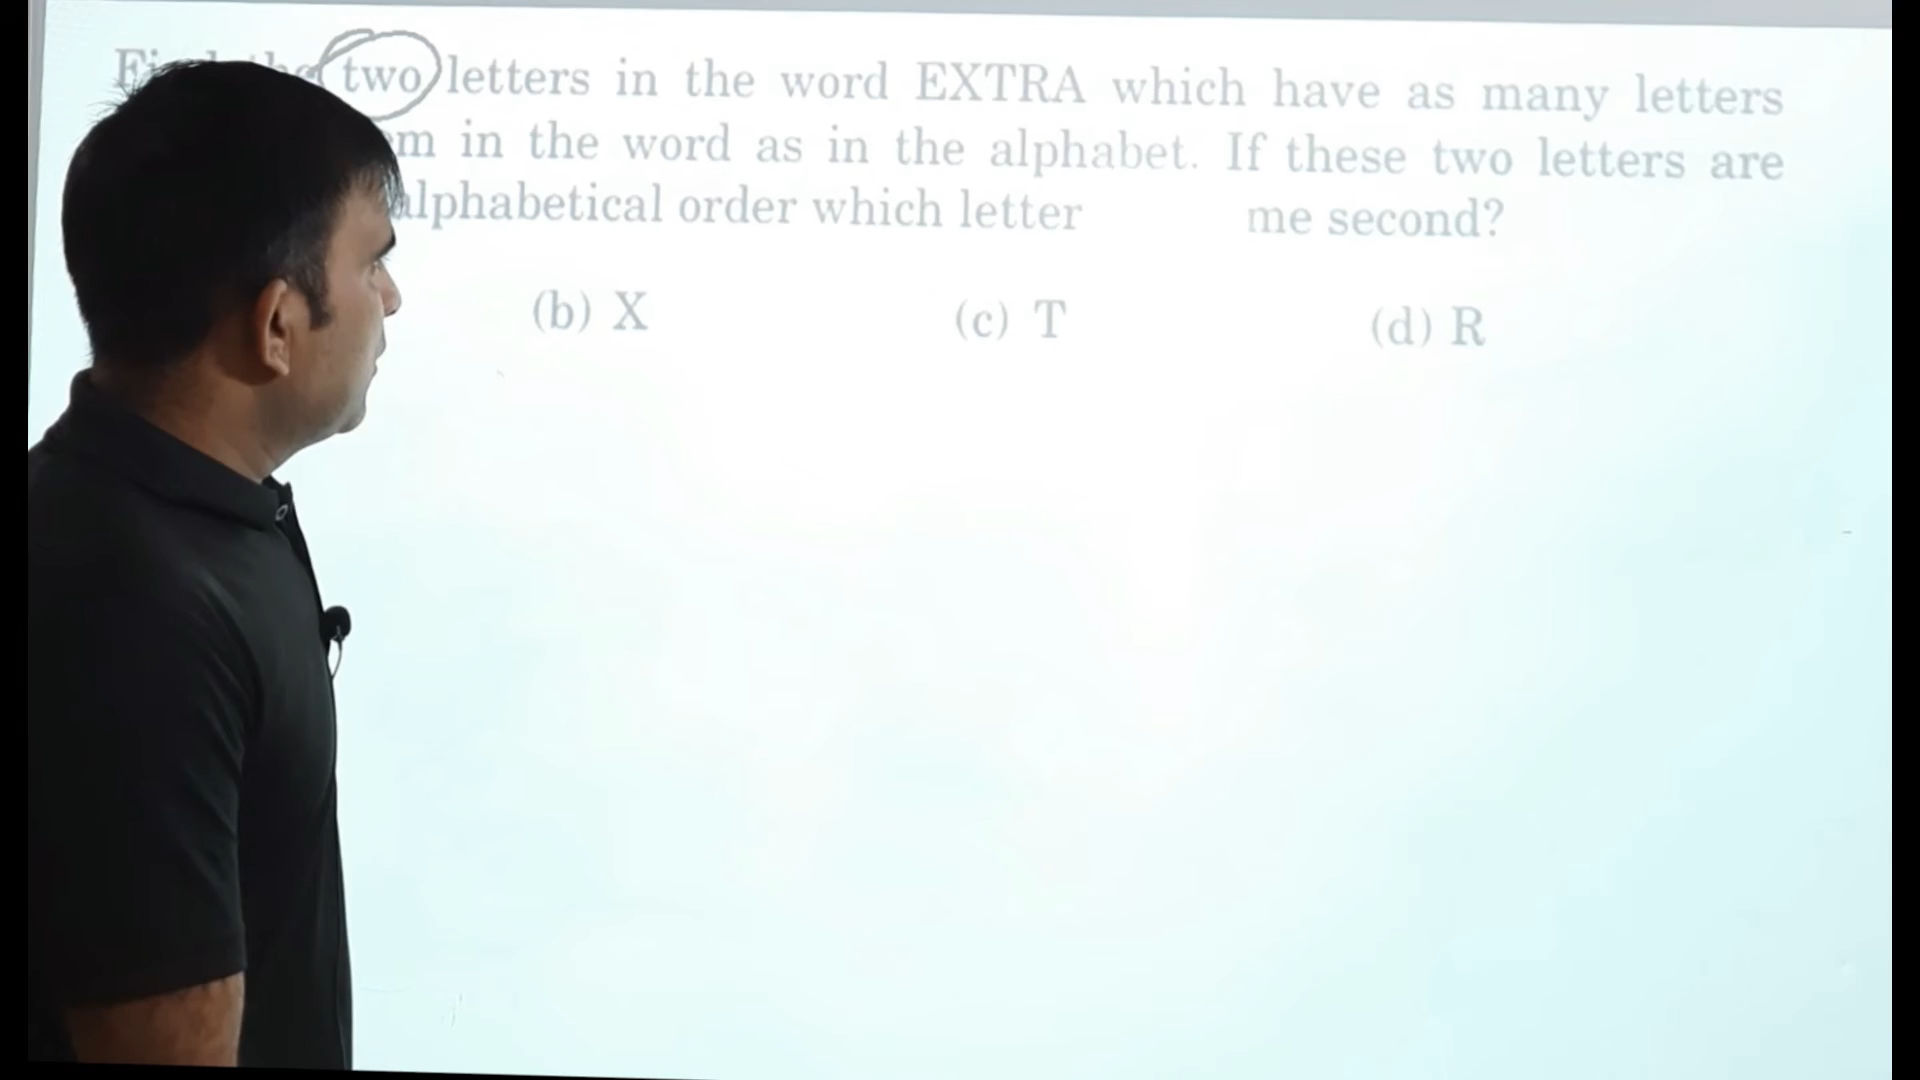 two letters in the word EXTRA which have as many letters
in the word as in the alphabet. If these two letters are
alphabetical order which letter me second?
(b) X (c) T (d) R